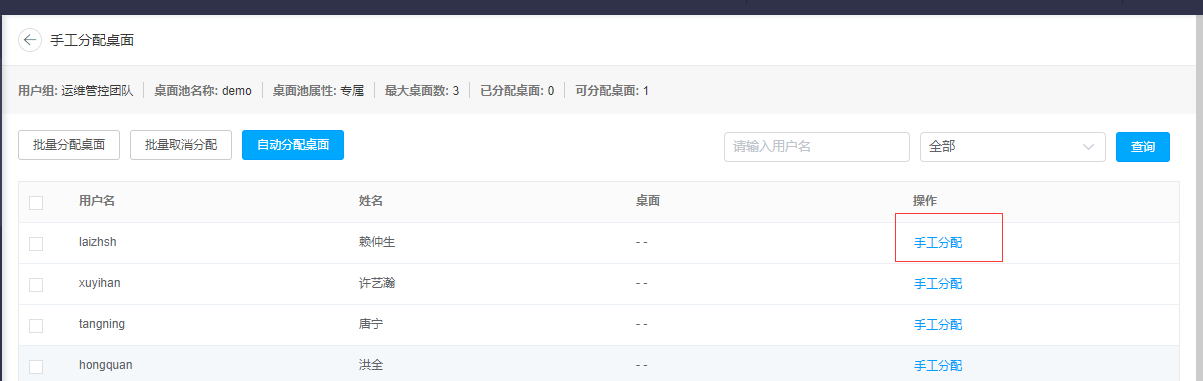 手工分配桌面
用户组: 运维管控团队 桌面池名称: demo 桌面池属性: 专属 最大桌面数: 3 已分配桌面: 0 可分配桌面: 1
批量分配桌面 批量取消分配 自动分配桌面 请输入用户名 全部 查询
用户名 姓名 桌面 操作
laizhsh 赖仲生 - - 手工分配
xuyihan 许艺瀚 - - 手工分配
tangning 唐宁 - - 手工分配
hongquan 洪全 - - 手工分配